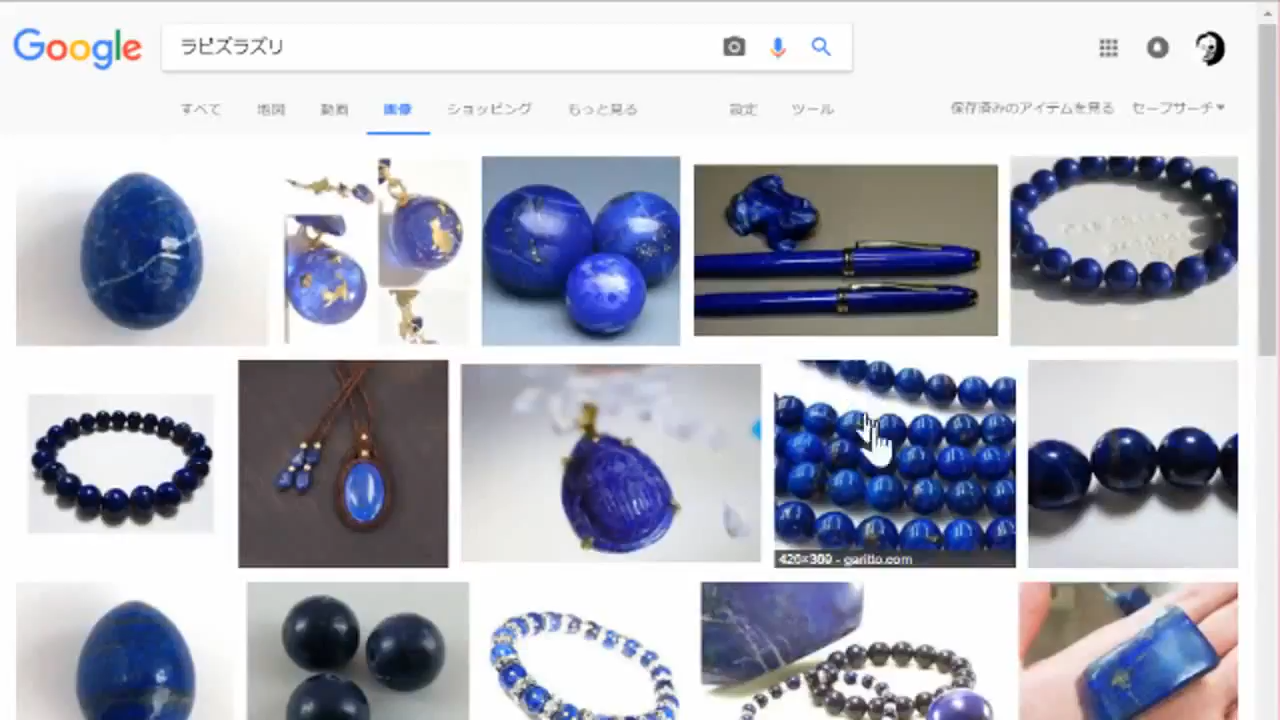 Google
ラピズラズリ
すべて 地図 動画 画像 ショッピング もっと見る 設定 ツール 保存済みのアイテムを見る セーフサーチ▼
420×309 - garitto.com